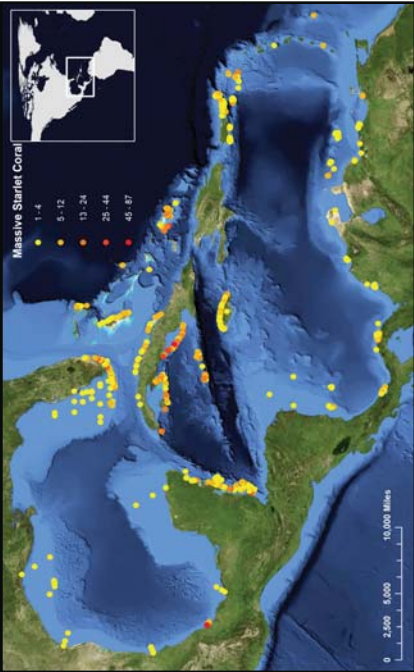 Massive Starlet Coral
1 - 4
5 - 12
13 - 24
25 - 44
45 - 87
0 2,500 5,000 10,000 Miles